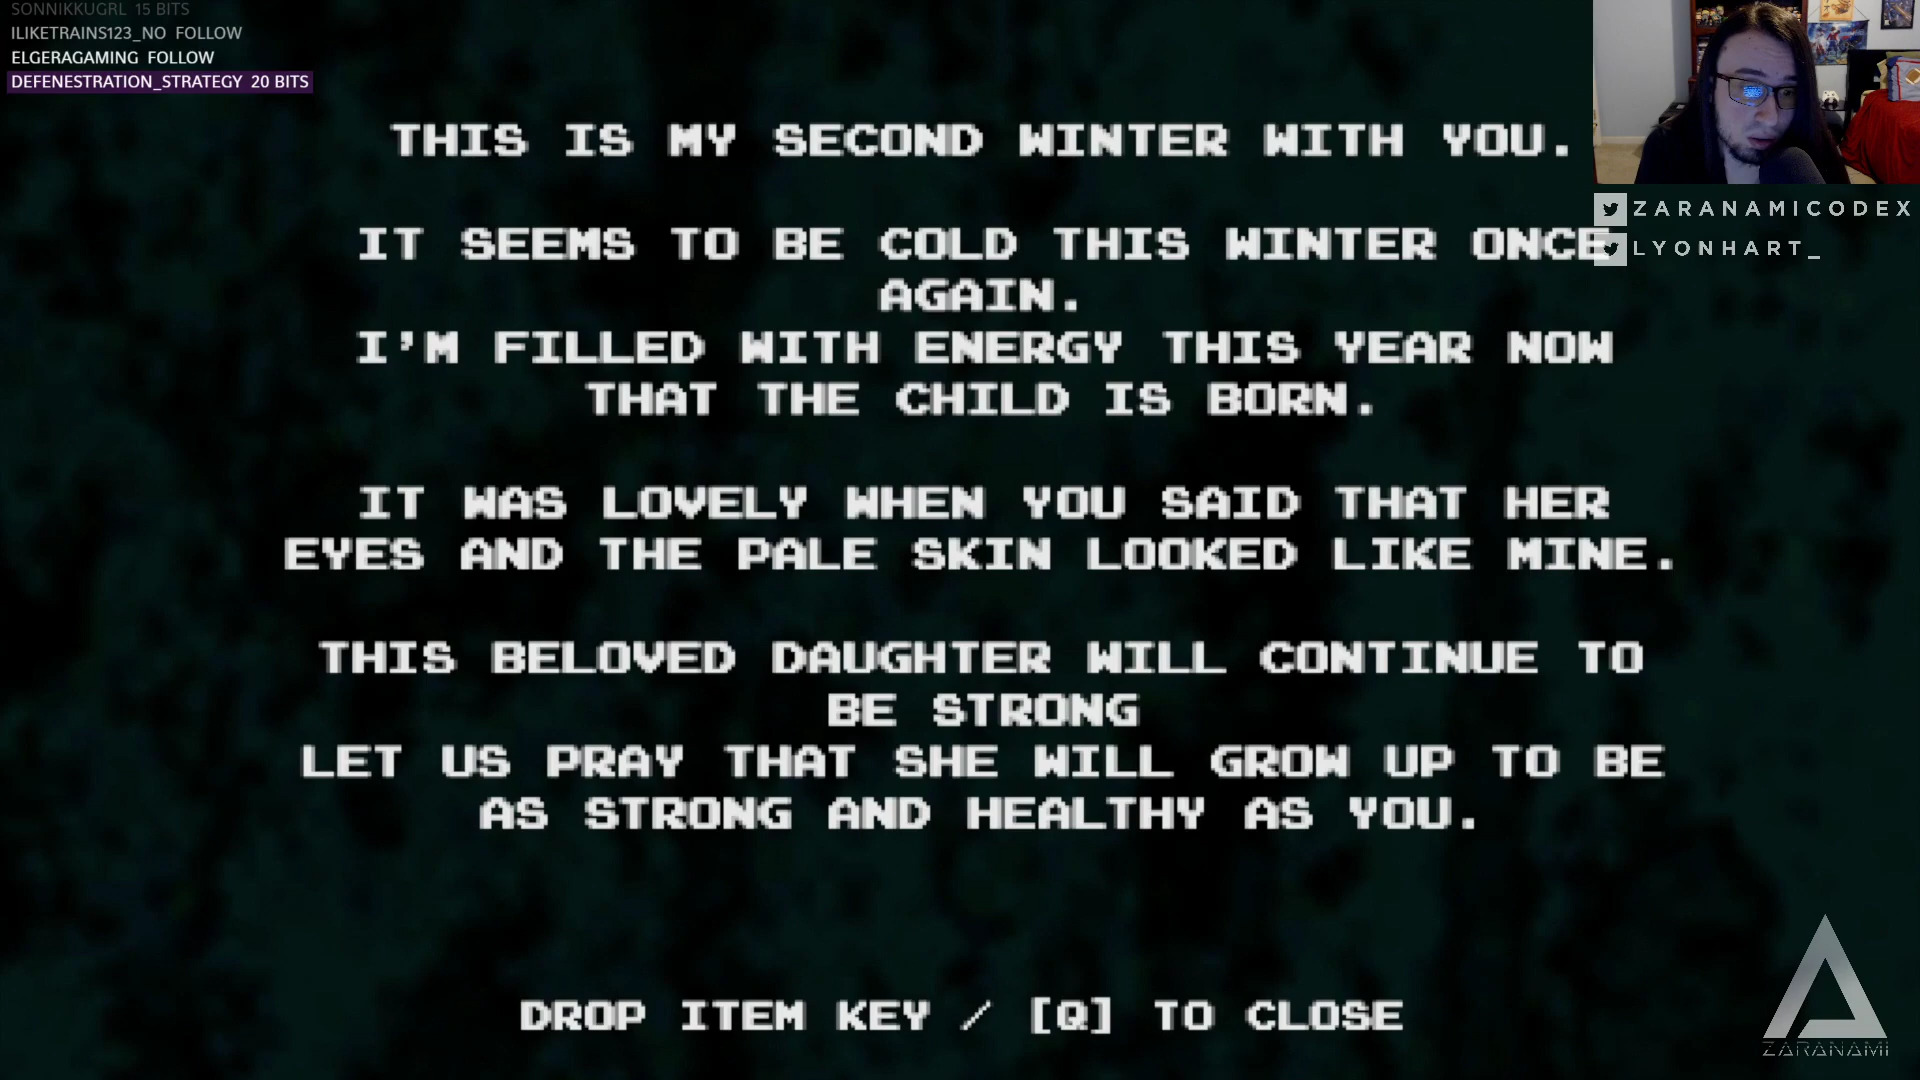 SONNIKKUGRL 15 BITS
ILIKETRAINS123_NO FOLLOW
ELGERAGAMING FOLLOW
DEFENESTRATION_STRATEGY 20 BITS
THIS IS MY SECOND WINTER WITH YOU.
IT SEEMS TO BE COLD THIS WINTER ONCE
AGAIN.
I'M FILLED WITH ENERGY THIS YEAR NOW
THAT THE CHILD IS BORN.
IT WAS LOVELY WHEN YOU SAID THAT HER
EYES AND THE PALE SKIN LOOKED LIKE MINE.
THIS BELOVED DAUGHTER WILL CONTINUE TO
BE STRONG
LET US PRAY THAT SHE WILL GROW UP TO BE
AS STRONG AND HEALTHY AS YOU.
DROP ITEM KEY / [Q] TO CLOSE
ZARANAMICODEX
LYONHART_
ZARANAMI